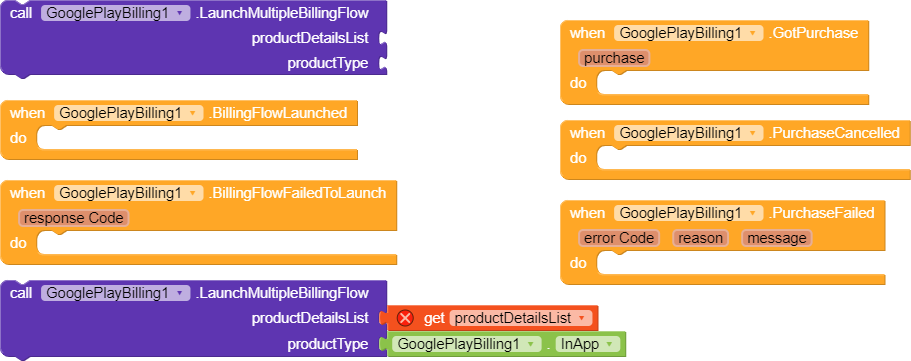 call GooglePlayBilling1 .LaunchMultipleBillingFlow
productDetailsList
productType
when GooglePlayBilling1 .BillingFlowLaunched
do
when GooglePlayBilling1 .BillingFlowFailedToLaunch
response Code
do
call GooglePlayBilling1 .LaunchMultipleBillingFlow
productDetailsList get productDetailsList
productType GooglePlayBilling1 . InApp
when GooglePlayBilling1 .GotPurchase
purchase
do
when GooglePlayBilling1 .PurchaseCancelled
do
when GooglePlayBilling1 .PurchaseFailed
error Code reason message
do